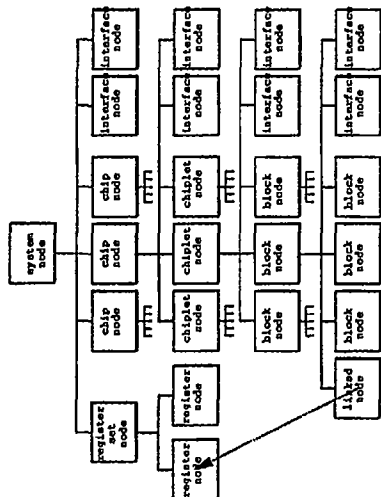 system
node
register
set
node
chip
node
chip
node
chip
node
interface
node
interface
node
register
node
register
node
chiplet
node
chiplet
node
chiplet
node
interface
node
interface
node
block
node
block
node
block
node
interface
node
interface
node
linked
node
block
node
block
node
block
node
interface
node
interface
node